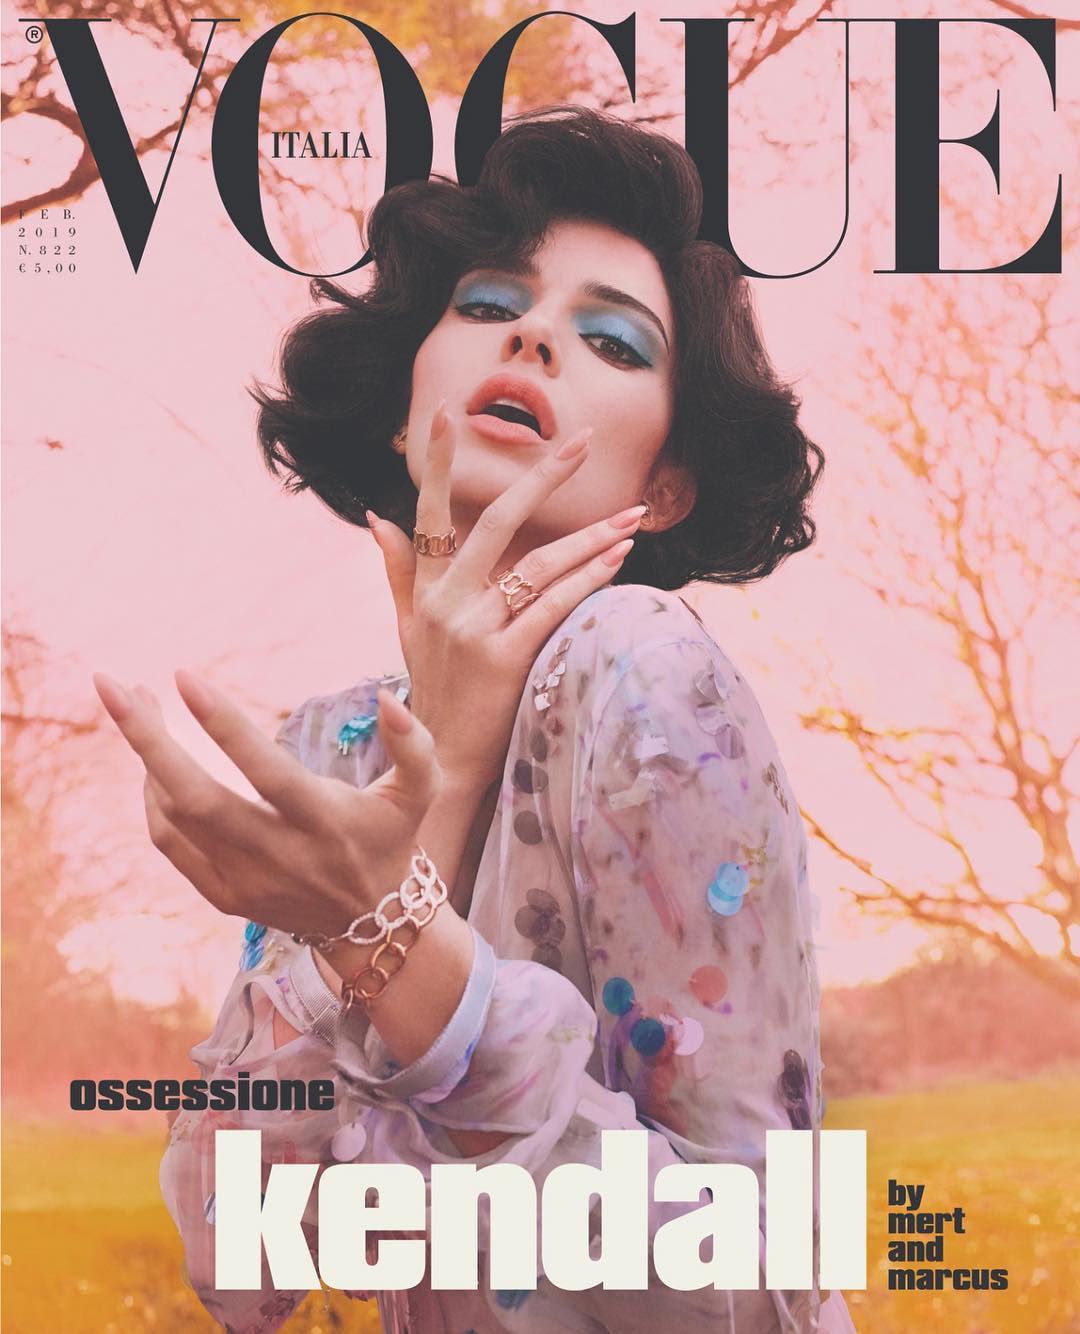 ®
VOGUE
ITALIA
FEB.
2019
N. 822
€ 5,00
ossessione
kendall
by
mert
and
marcus